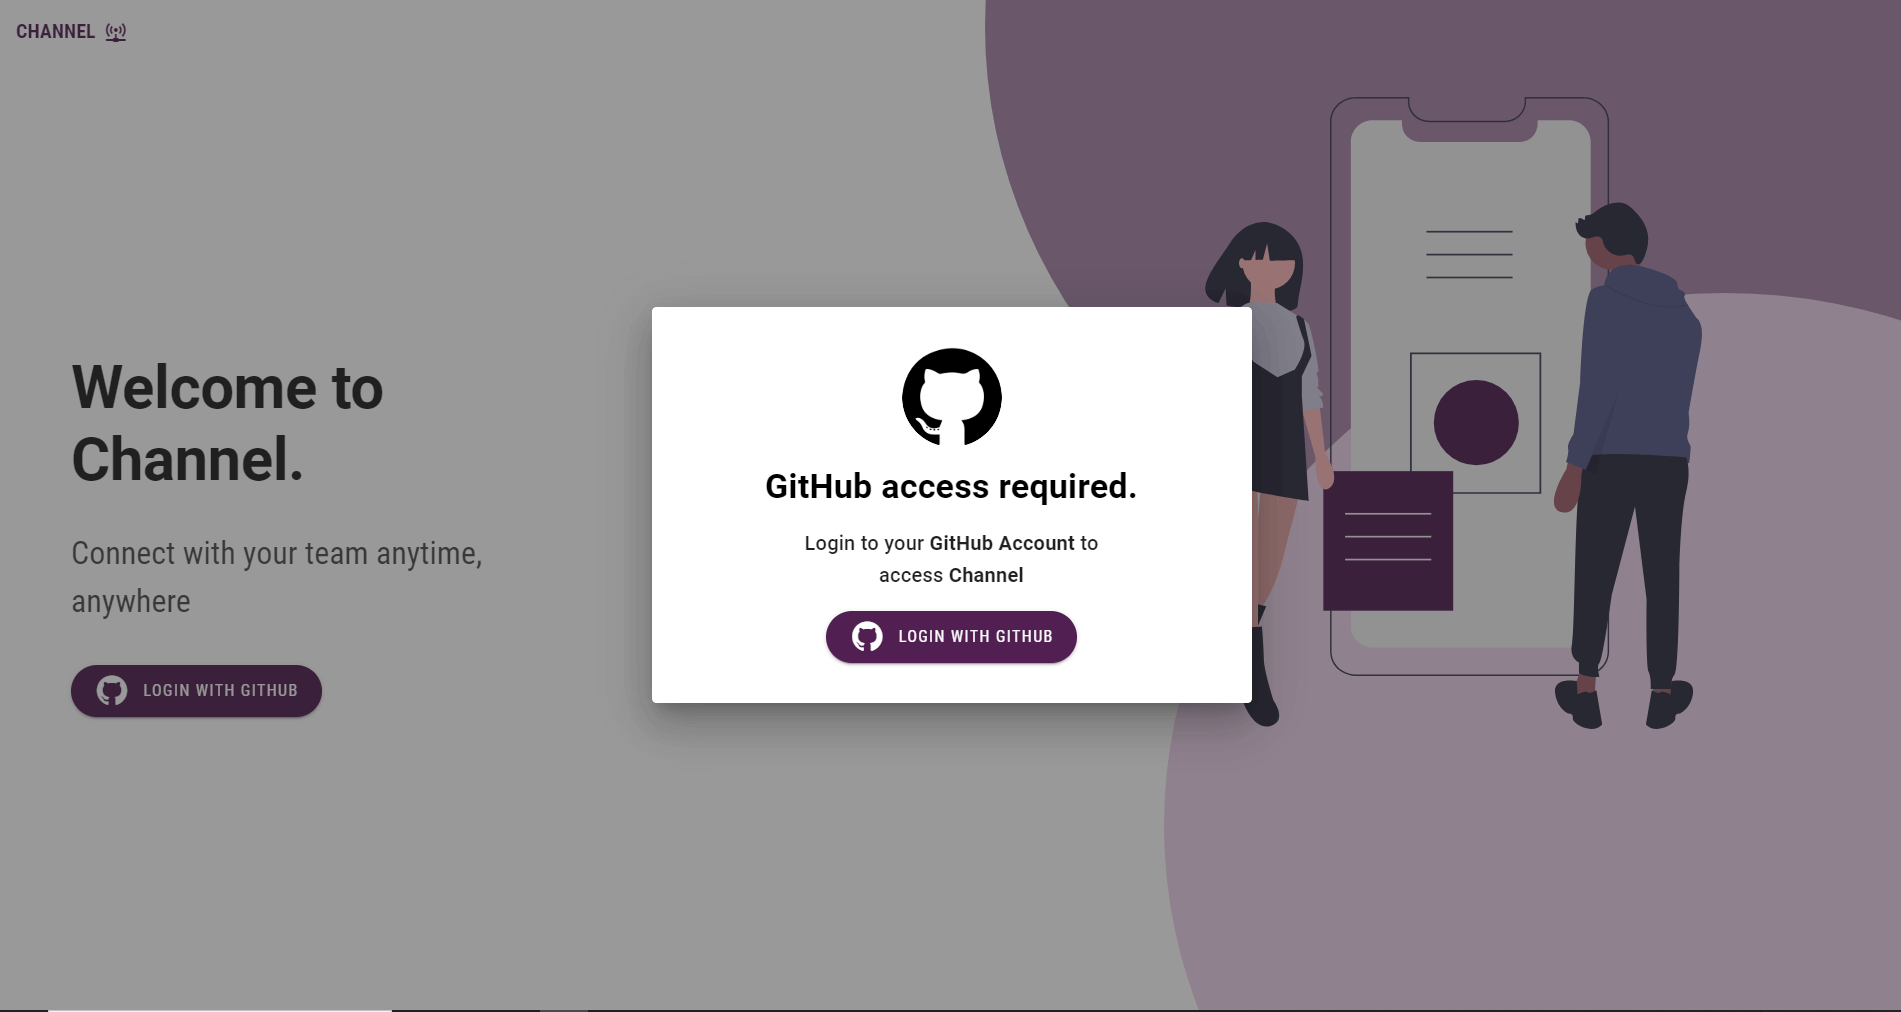 CHANNEL
Welcome to
Channel.
Connect with your team anytime,
anywhere
LOGIN WITH GITHUB
GitHub access required.
Login to your GitHub Account to
access Channel
LOGIN WITH GITHUB